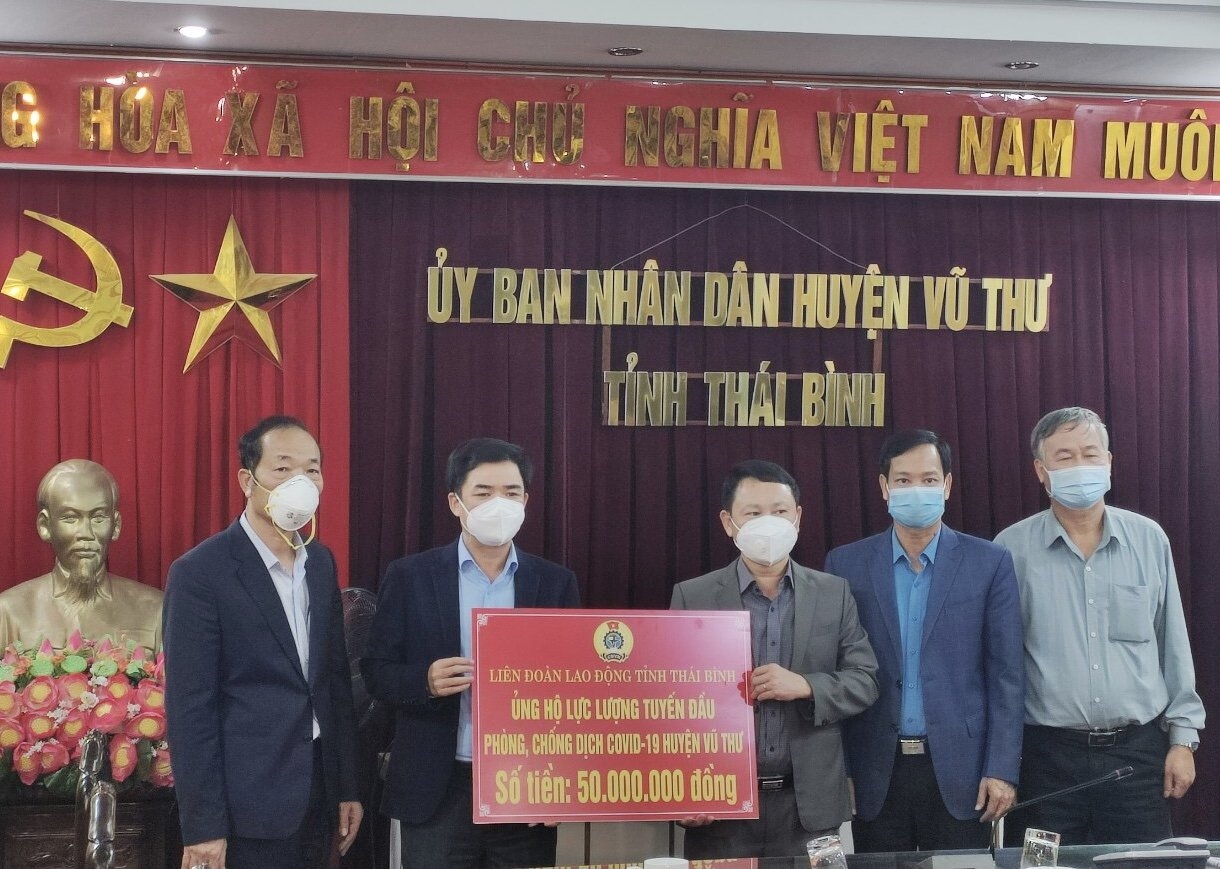 G HÒA XÃ HỘI CHỦ NGHĨA VIỆT NAM MUÔ
ỦY BAN NHÂN DÂN HUYỆN VŨ THƯ
TỈNH THÁI BÌNH
LIÊN ĐOÀN LAO ĐỘNG TỈNH THÁI BÌNH
ỦNG HỘ LỰC LƯỢNG TUYẾN ĐẦU
PHÒNG, CHỐNG DỊCH COVID-19 HUYỆN VŨ THƯ
Số tiền: 50.000.000 đồng